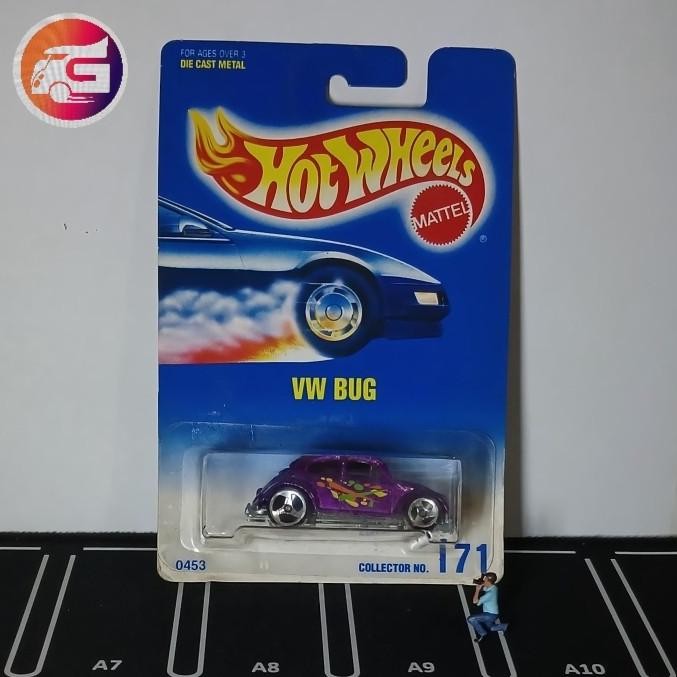 G
FOR AGES OVER 3
DIE CAST METAL
HOT WHEELS
MATTEL
®
VW BUG
0453
COLLECTOR NO. 171
A7
A8
A9
A10